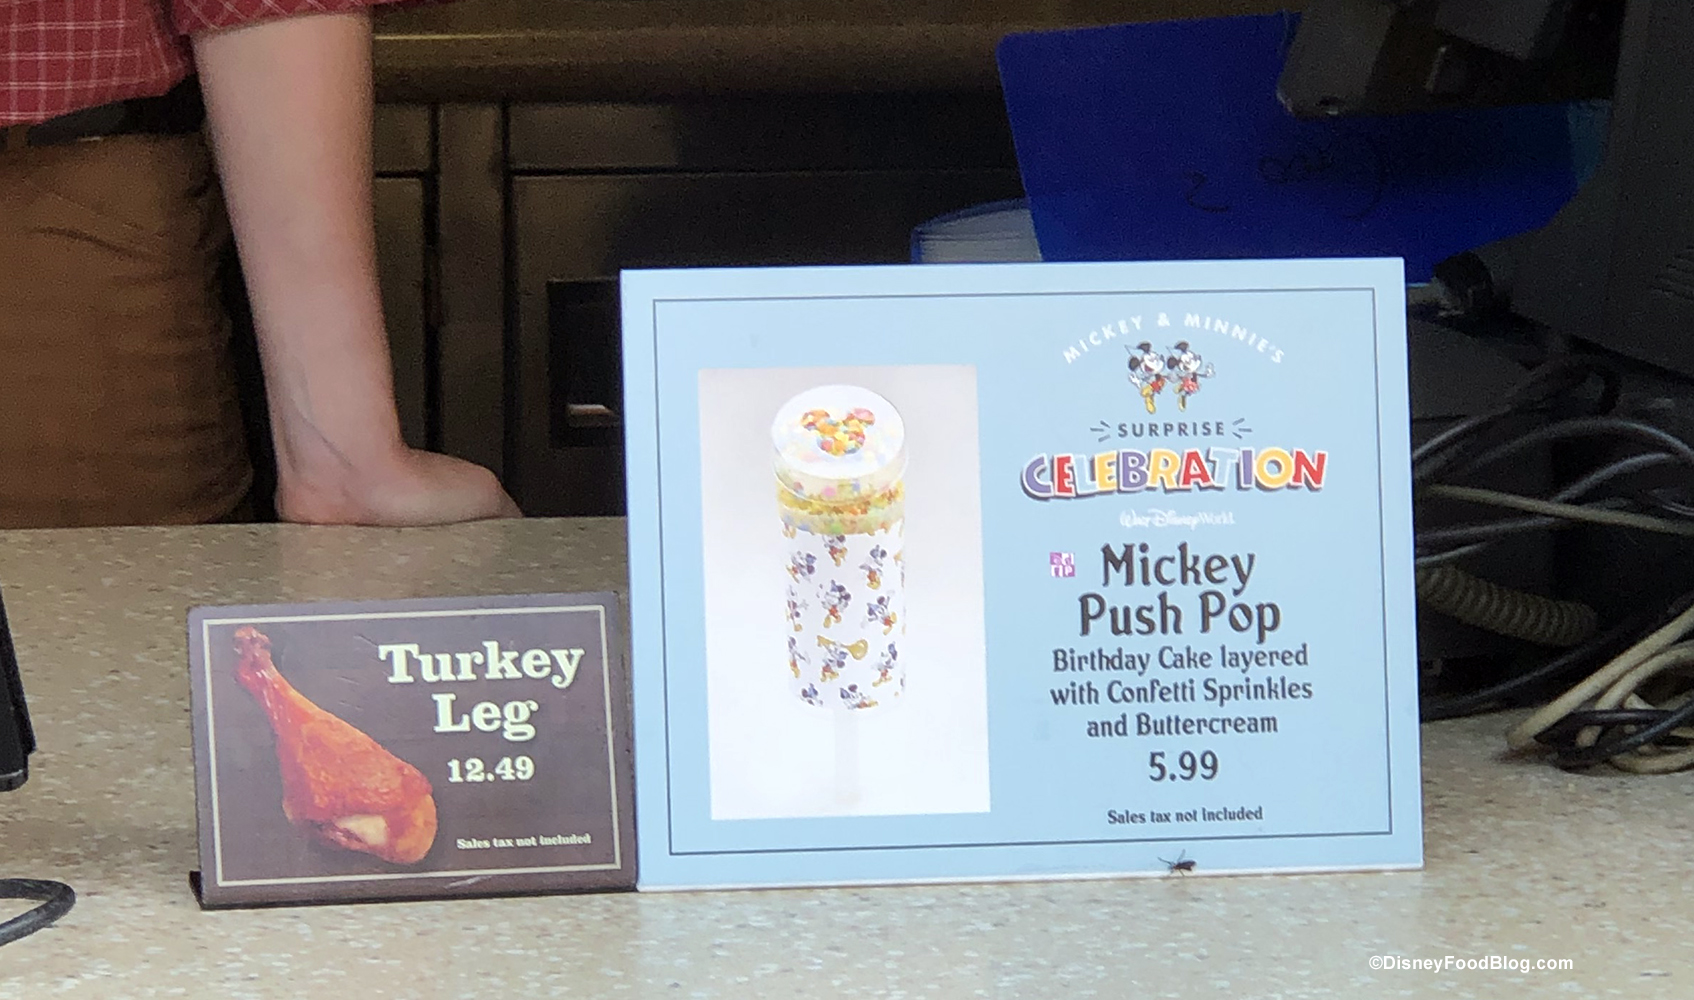 Turkey
Leg
12.49
Sales tax not included
MICKEY & MINNIE'S
SURPRISE
CELEBRATION
Walt Disney World
Mickey
Push Pop
Birthday Cake layered
with Confetti Sprinkles
and Buttercream
5.99
Sales tax not included
©DisneyFoodBlog.com